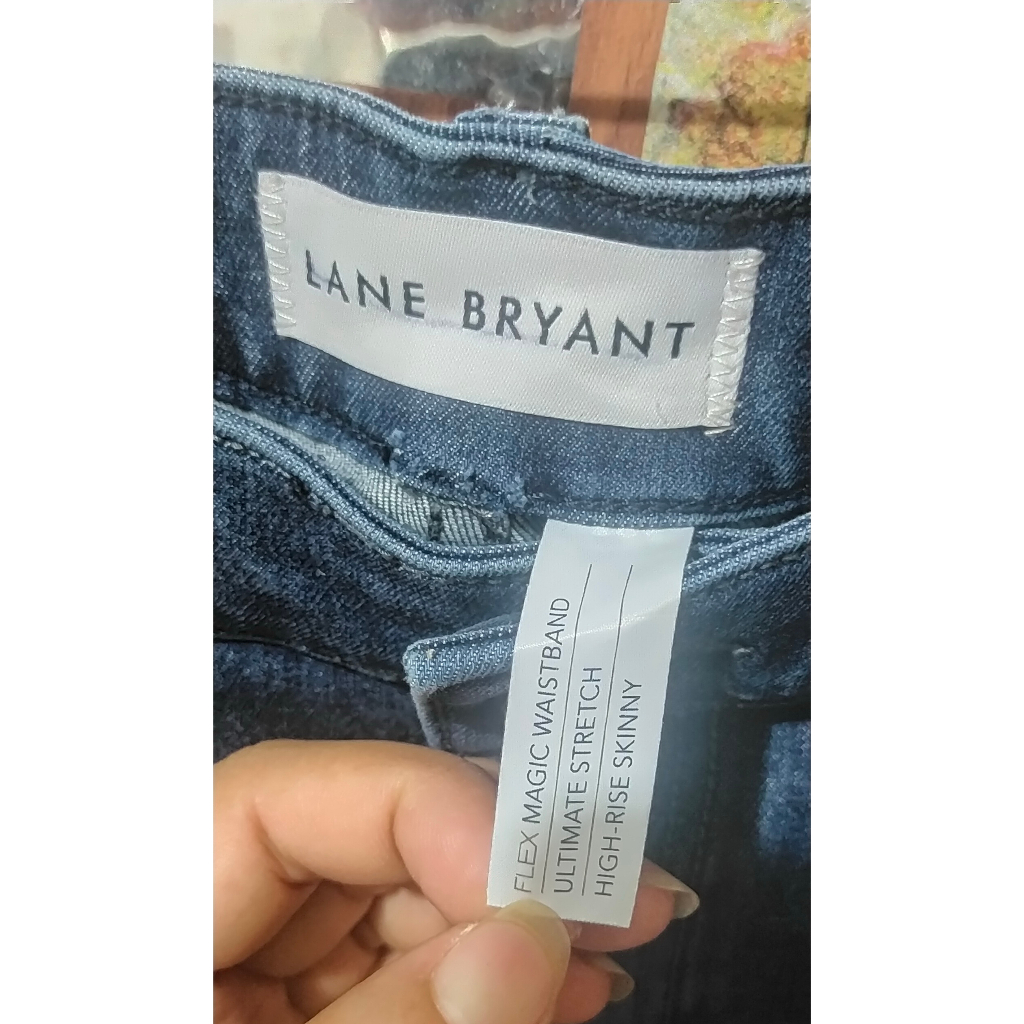 LANE BRYANT
FLEX MAGIC WAISTBAND
ULTIMATE STRETCH
HIGH-RISE SKINNY